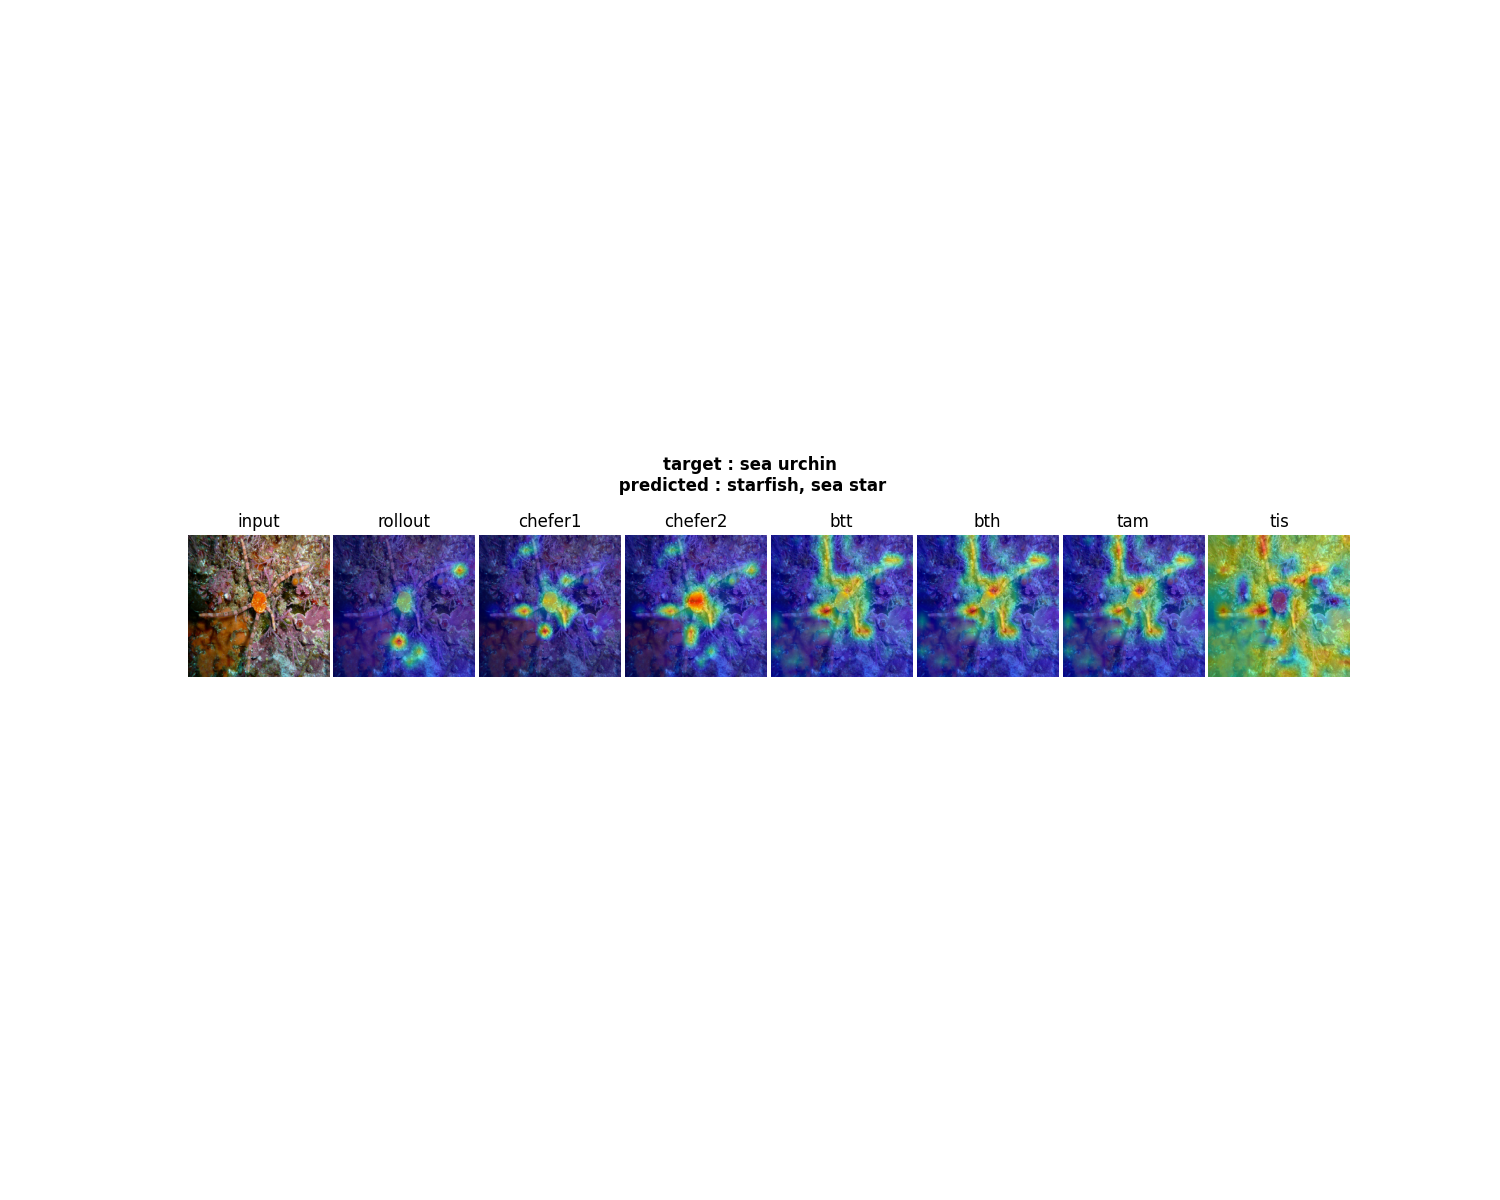 target : sea urchin
predicted : starfish, sea star
input rollout chefer1 chefer2 btt bth tam tis